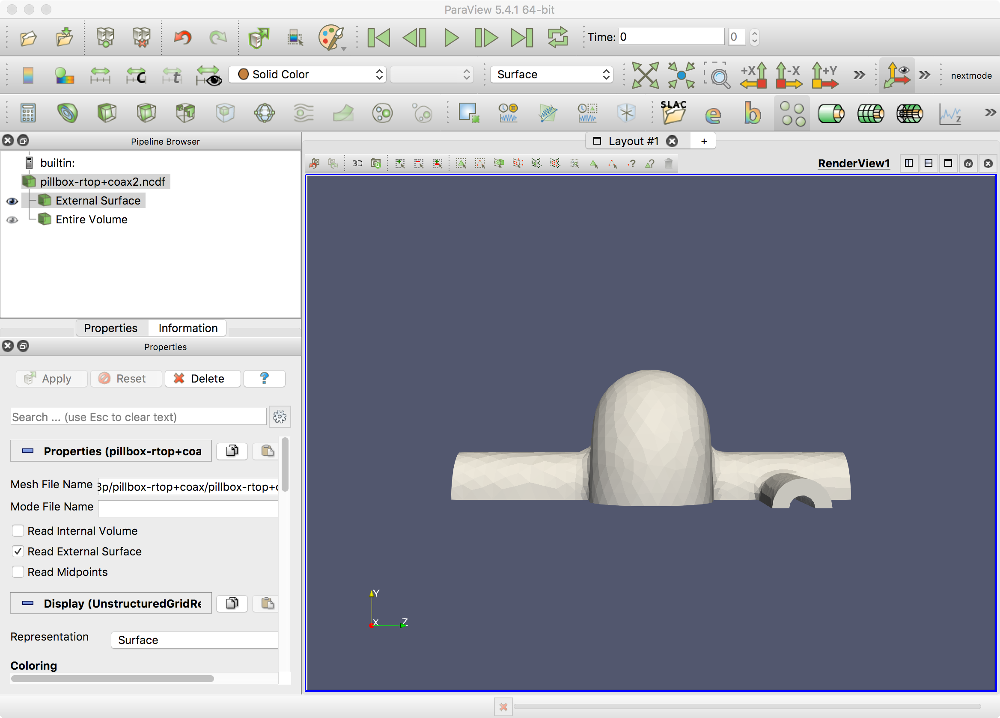 ParaView 5.4.1 64-bit
Time: 0 0
C t Solid Color Surface +X -X +Y » » nextmode
SLAC e b z »
Pipeline Browser
Layout #1 +
builtin:
3D ? ? RenderView1
pillbox-rtop+coax2.ncdf
External Surface
Entire Volume
Properties Information
Properties
Apply Reset Delete ?
Search ... (use Esc to clear text)
Properties (pillbox-rtop+coa
Mesh File Name 3p/pillbox-rtop+coax/pillbox-rtop+c
Mode File Name
Read Internal Volume
Read External Surface
Read Midpoints
Display (UnstructuredGridRe
Representation Surface
Coloring
Y
X Z